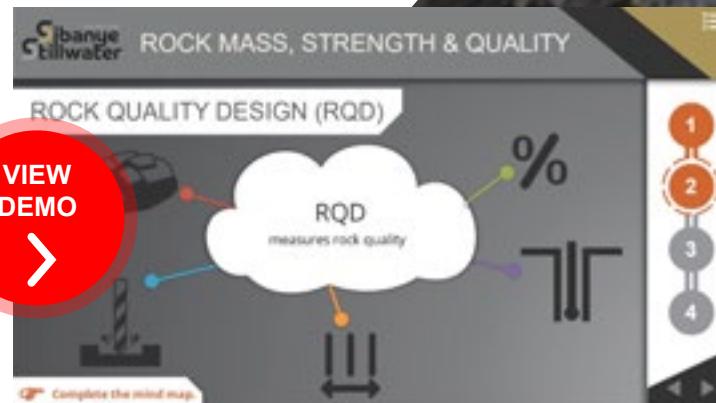 Sibanye
Stillwater
ROCK MASS, STRENGTH & QUALITY
ROCK QUALITY DESIGN (RQD)
VIEW
DEMO
%
RQD
measures rock quality
1
2
3
4
Complete the mind map.